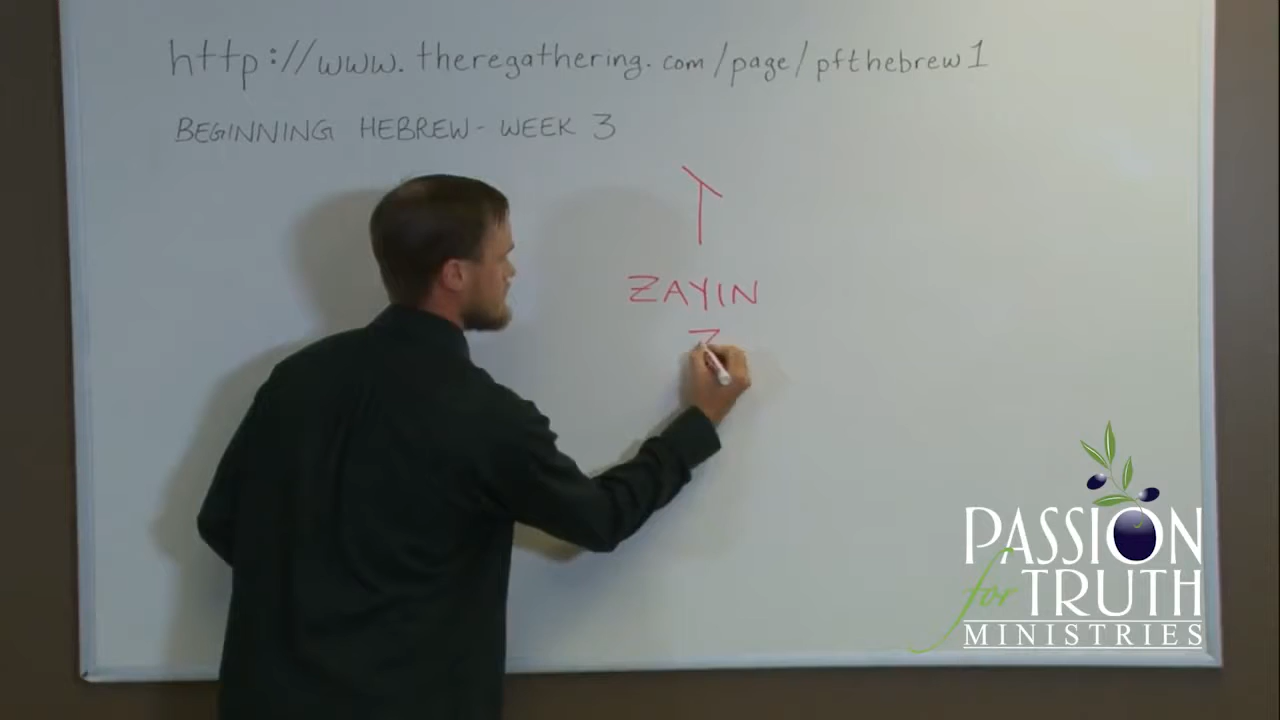 http://www.theregathering.com/page/pfthebrew1
BEGINNING HEBREW - WEEK 3
ז
ZAYIN
PASSION
for TRUTH
MINISTRIES